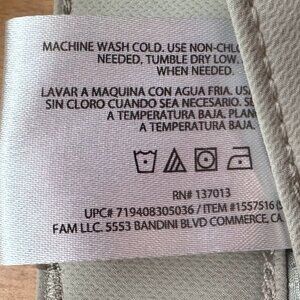 MACHINE WASH COLD. USE NON-CHL
NEEDED, TUMBLE DRY LOW.
WHEN NEEDED.
LAVAR A MAQUINA CON AGUA FRIA. USA
SIN CLORO CUANDO SEA NECESARIO. SE
A TEMPERATURA BAJA. PLAN
A TEMPERATURA BAJA.
RN# 137013
UPC# 719408305036 / ITEM #1557516
FAM LLC. 5553 BANDINI BLVD COMMERCE, CA